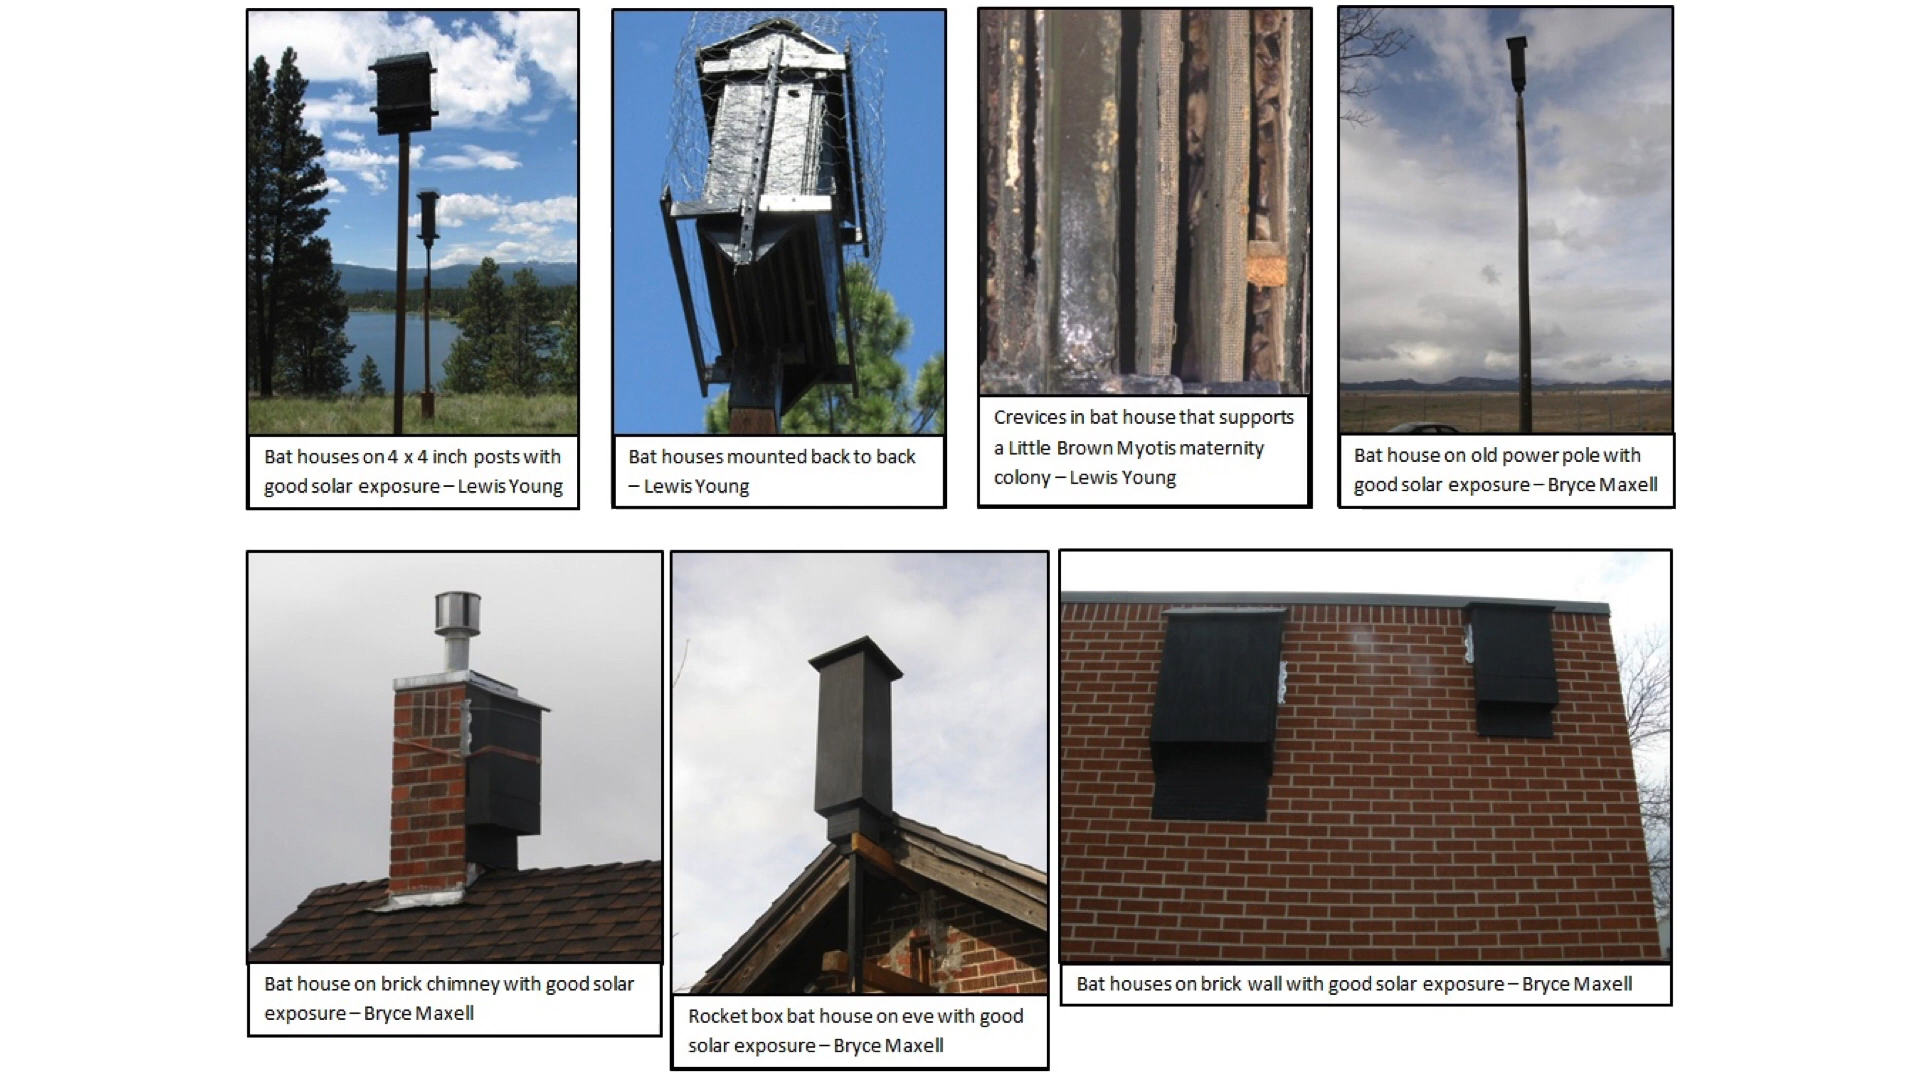 Bat houses on 4 x 4 inch posts with
good solar exposure – Lewis Young
Bat houses mounted back to back
– Lewis Young
Crevices in bat house that supports
a Little Brown Myotis maternity
colony – Lewis Young
Bat house on old power pole with
good solar exposure – Bryce Maxell
Bat house on brick chimney with good solar
exposure – Bryce Maxell
Rocket box bat house on eve with good
solar exposure – Bryce Maxell
Bat houses on brick wall with good solar exposure – Bryce Maxell